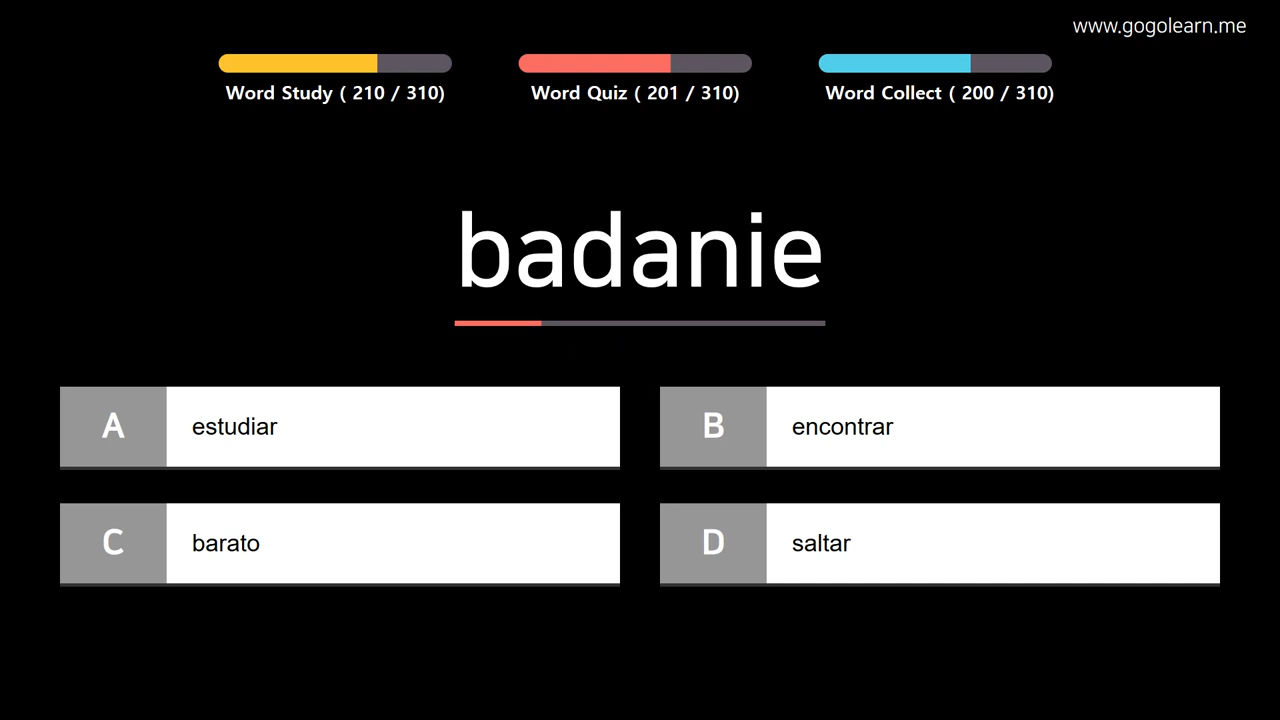 www.gogolearn.me
Word Study ( 210 / 310)
Word Quiz ( 201 / 310)
Word Collect ( 200 / 310)
badanie
A estudiar
B encontrar
C barato
D saltar